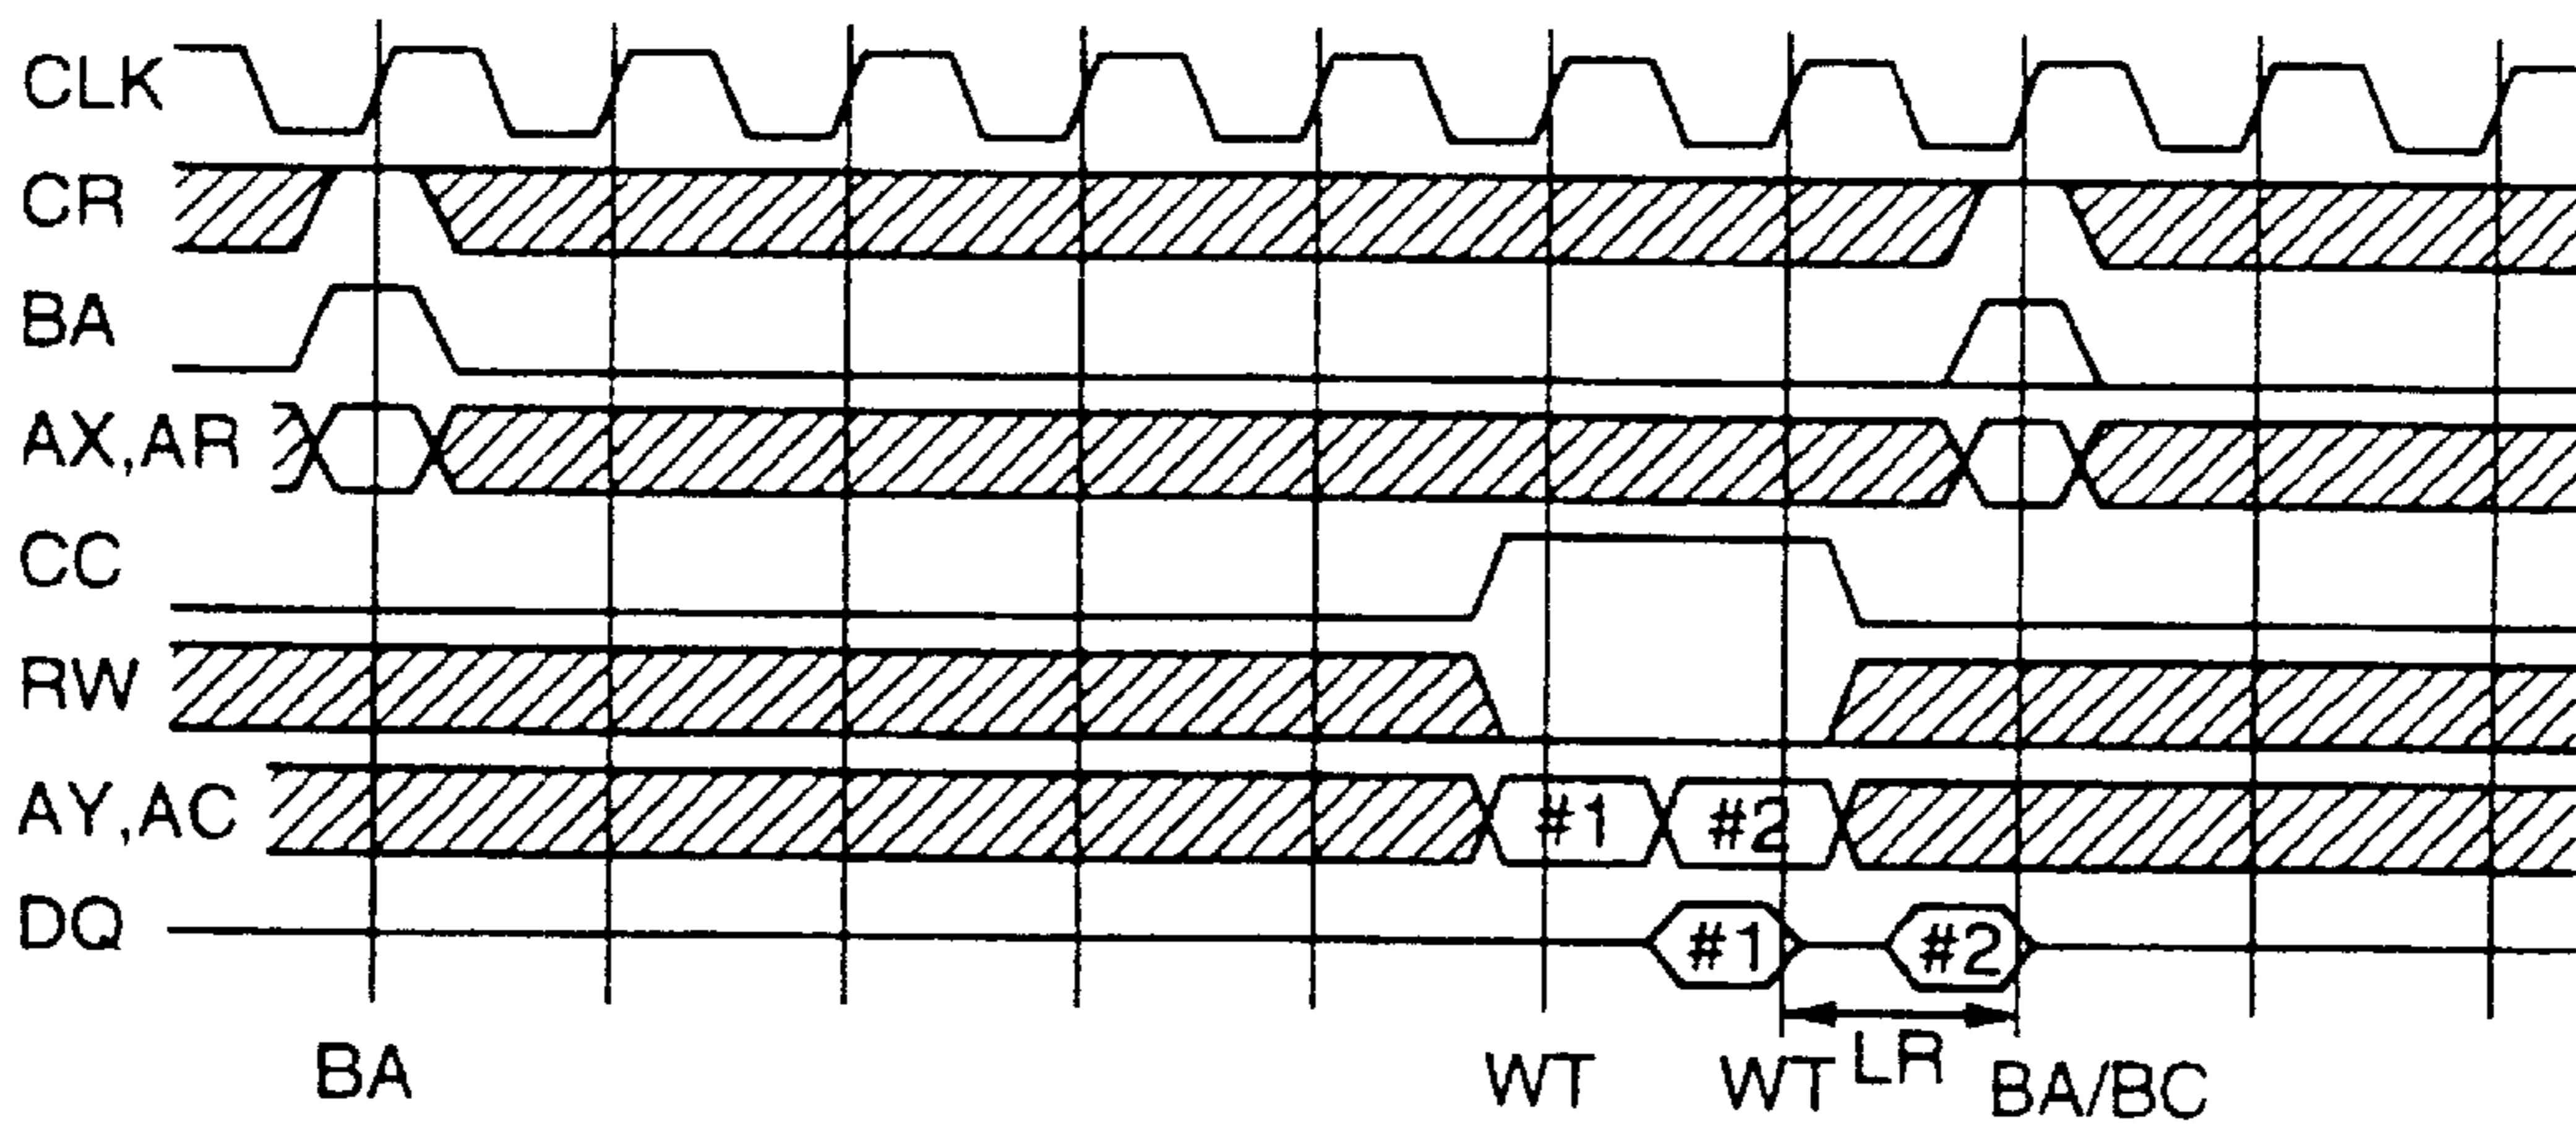 CLK
CR
BA
AX,AR
CC
RW
AY,AC #1 #2
DQ #1 #2
BA WT WT LR BA/BC